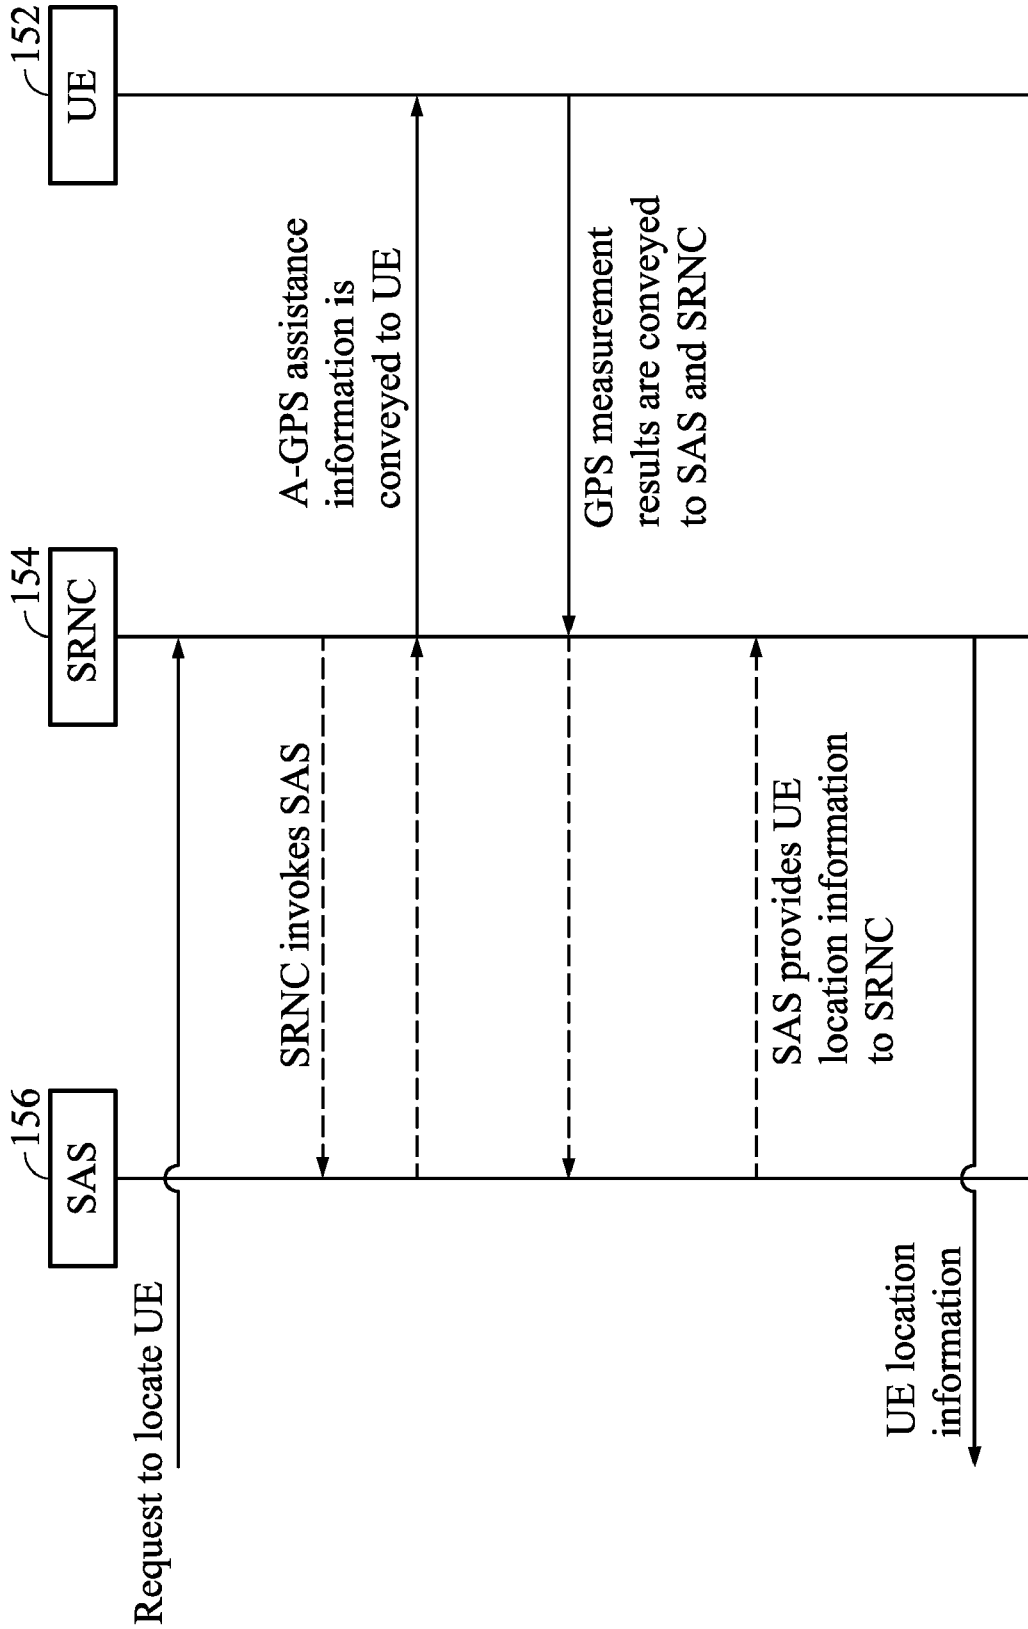 156
SAS
154
SRNC
152
UE
Request to locate UE
SRNC invokes SAS
A-GPS assistance
information is
conveyed to UE
GPS measurement
results are conveyed
to SAS and SRNC
SAS provides UE
location information
to SRNC
UE location
information